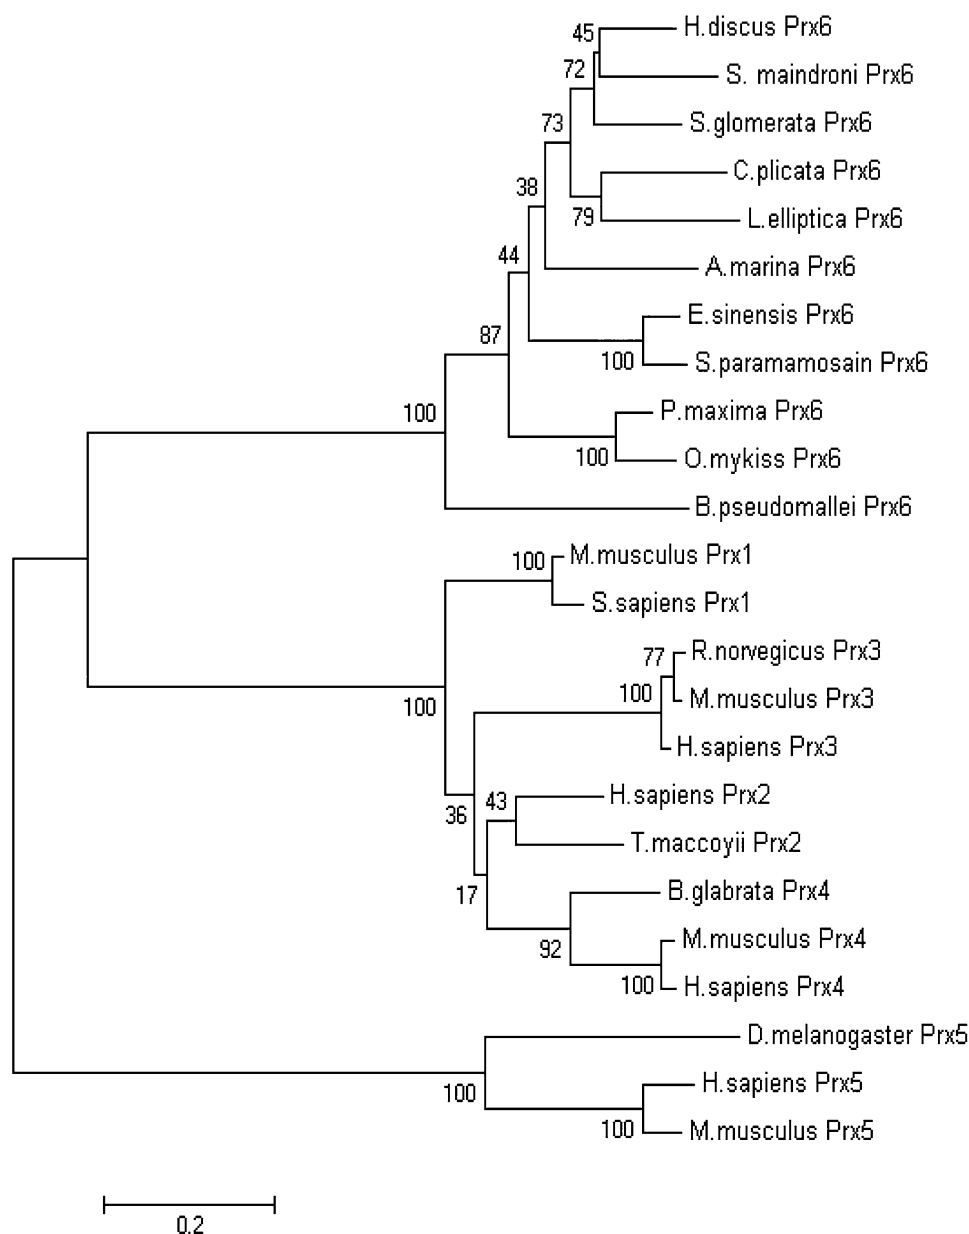 H.discus Prx6
45
S. maindroni Prx6
72
S.glomerata Prx6
73
C.plicata Prx6
38
79
L.elliptica Prx6
44
A.marina Prx6
E.sinensis Prx6
87
100
S.paramamosain Prx6
100
P.maxima Prx6
100
O.mykiss Prx6
B.pseudomallei Prx6
100
M.musculus Prx1
S.sapiens Prx1
77
R.norvegicus Prx3
100
M.musculus Prx3
100
H.sapiens Prx3
43
H.sapiens Prx2
36
T.maccoyii Prx2
17
B.glabrata Prx4
92
M.musculus Prx4
100
H.sapiens Prx4
D.melanogaster Prx5
100
H.sapiens Prx5
100
M.musculus Prx5
0.2